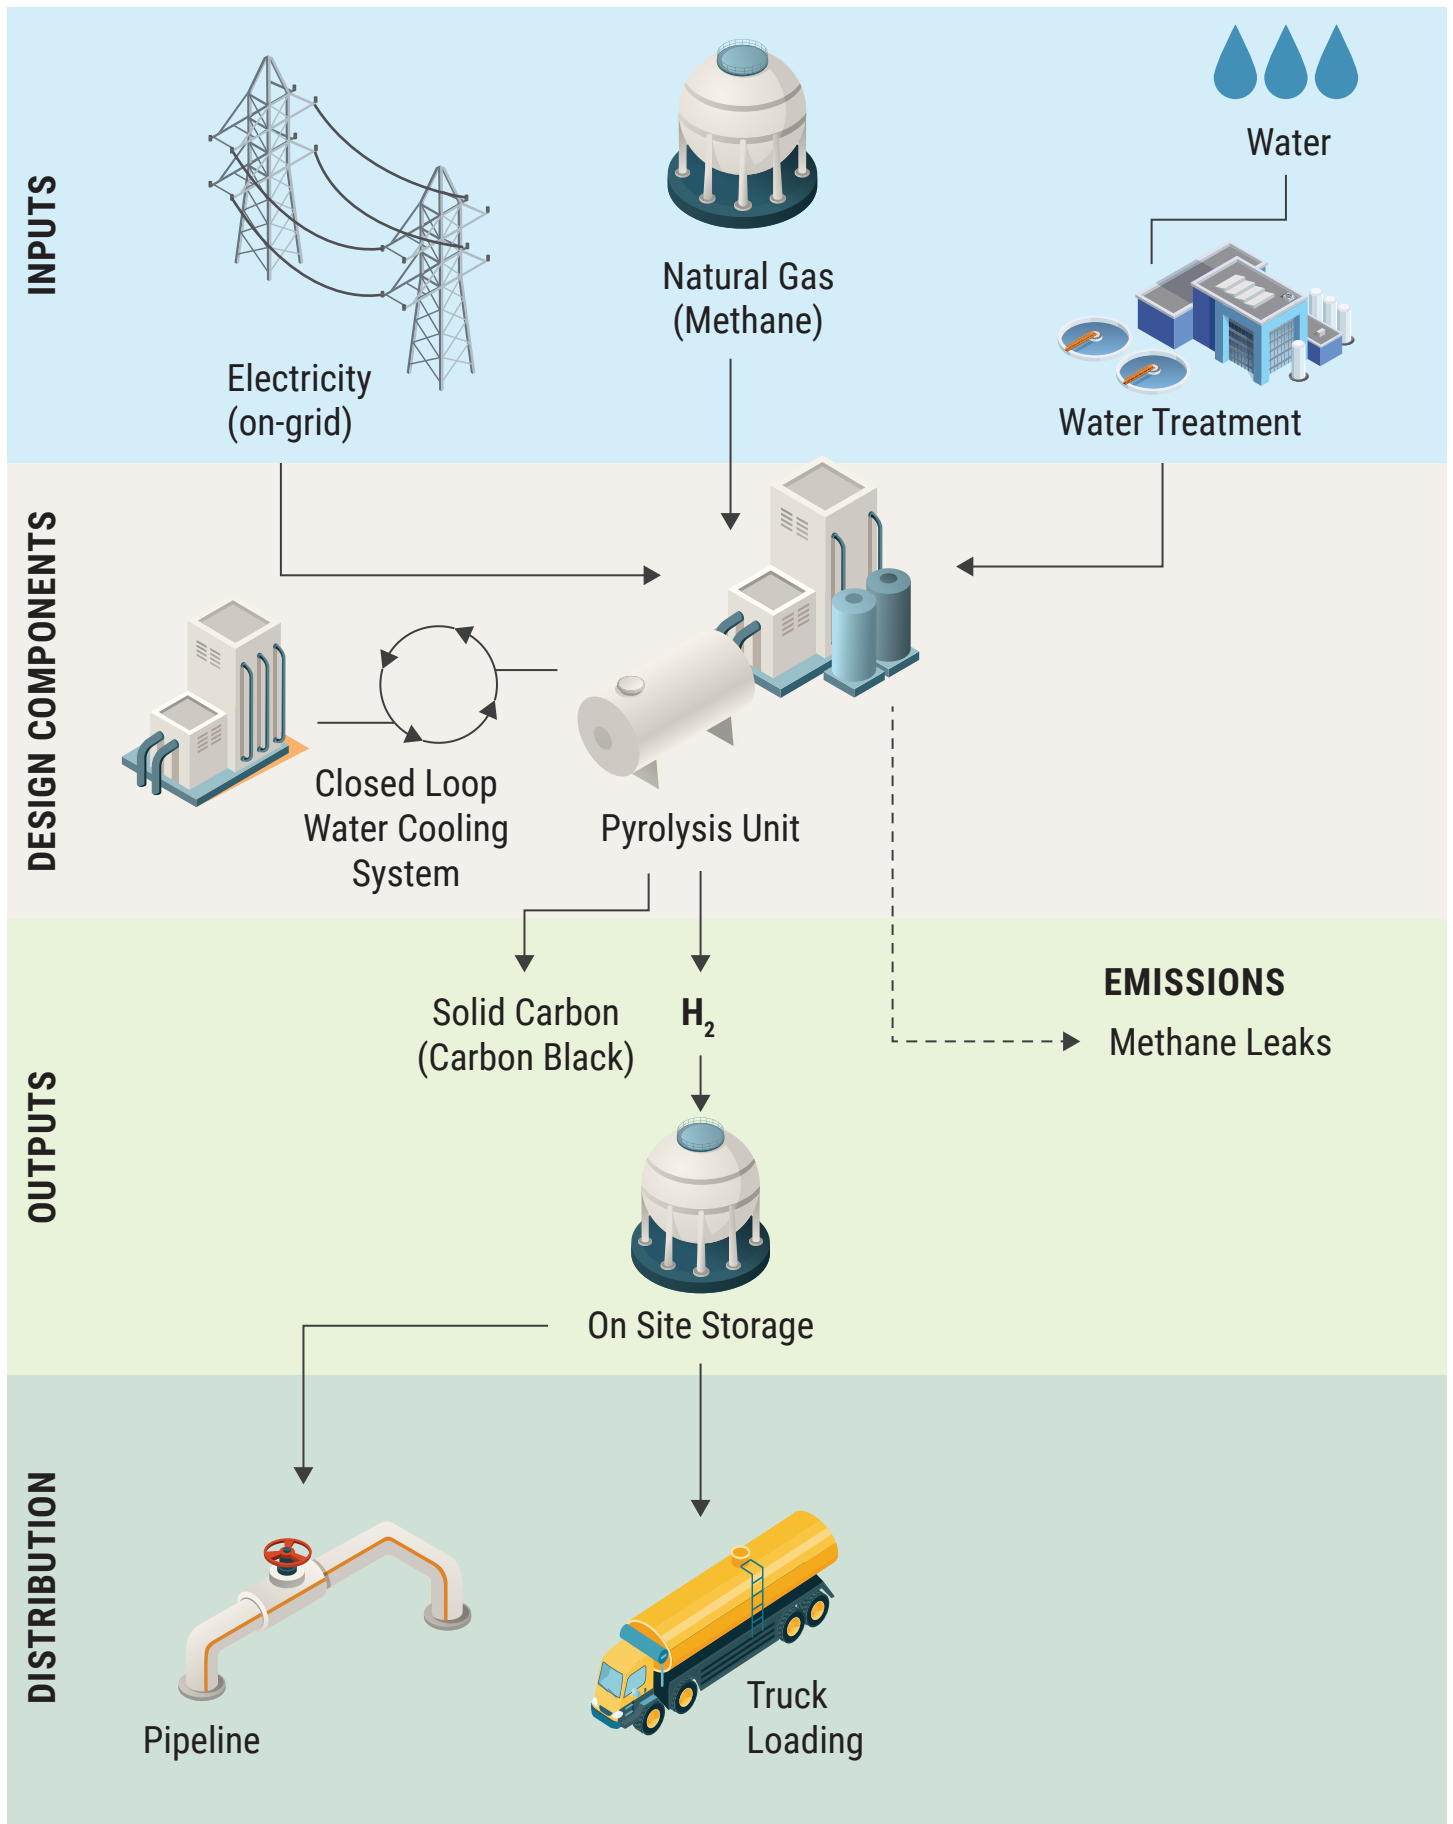 INPUTS
Electricity
(on-grid)
Natural Gas
(Methane)
Water
Water Treatment
DESIGN COMPONENTS
Closed Loop
Water Cooling
System
Pyrolysis Unit
OUTPUTS
Solid Carbon
(Carbon Black)
H₂
EMISSIONS
Methane Leaks
On Site Storage
DISTRIBUTION
Pipeline
Truck
Loading